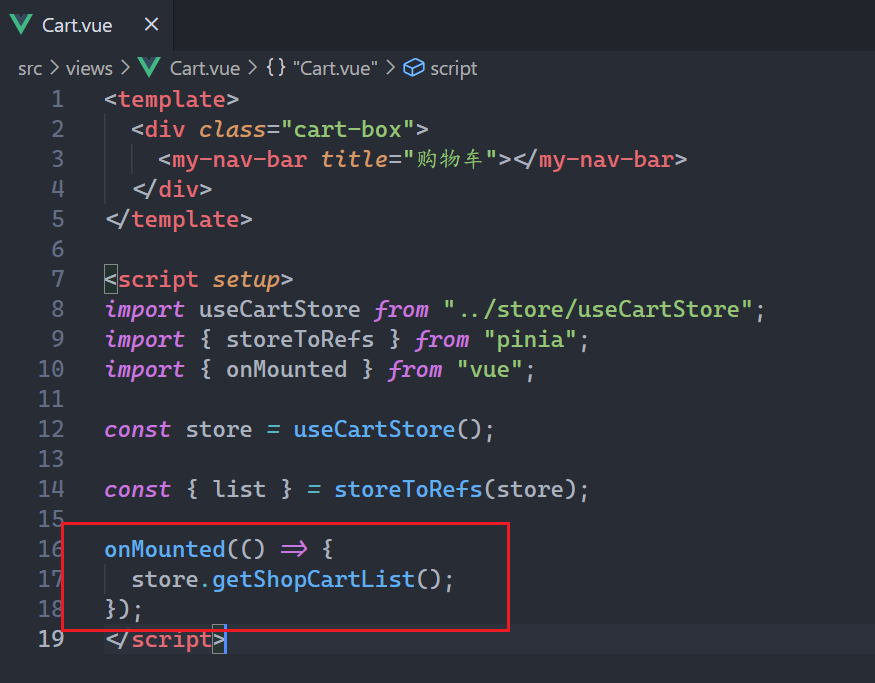 Cart.vue
src > views > Cart.vue > {} "Cart.vue" > script
1 <template>
2 <div class="cart-box">
3 <my-nav-bar title="购物车"></my-nav-bar>
4 </div>
5 </template>
6
7 <script setup>
8 import useCartStore from "../store/useCartStore";
9 import { storeToRefs } from "pinia";
10 import { onMounted } from "vue";
11
12 const store = useCartStore();
13
14 const { list } = storeToRefs(store);
15
16 onMounted(() => {
17 store.getShopCartList();
18 });
19 </script>